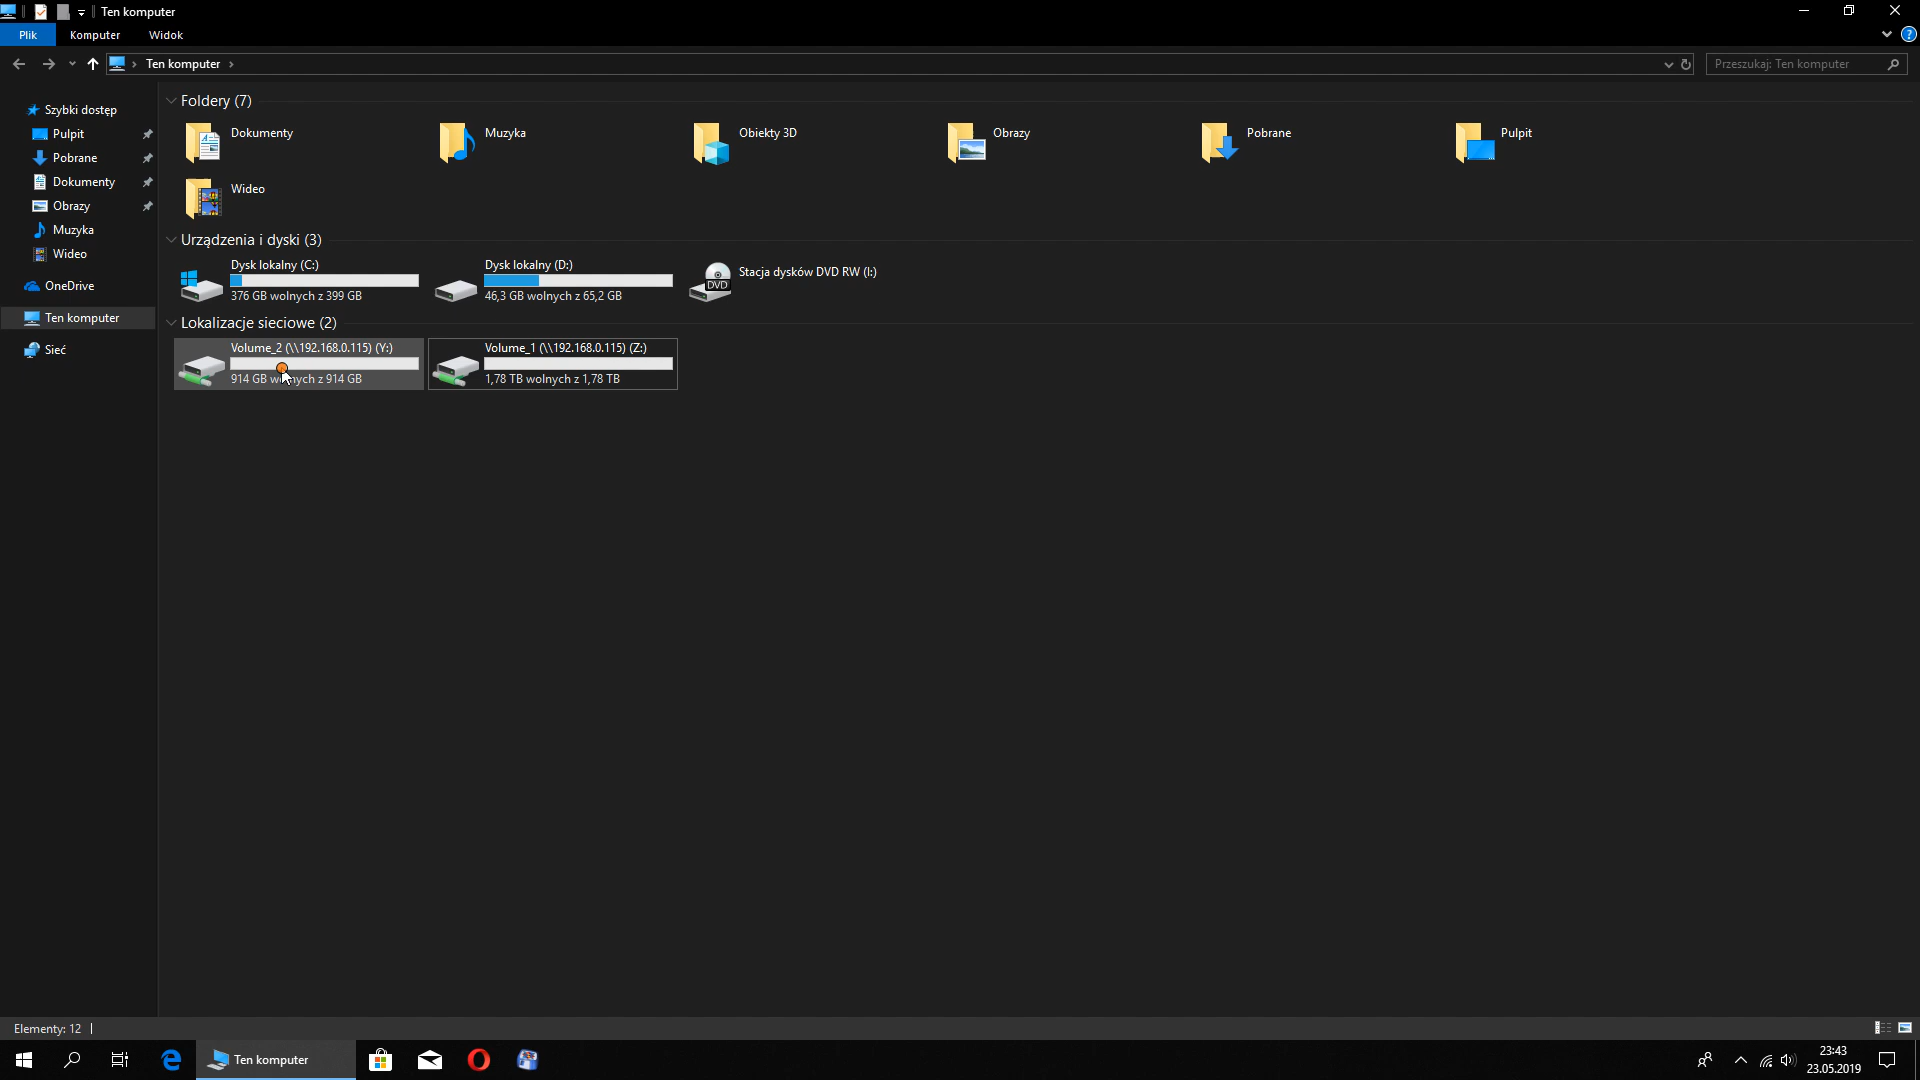 Ten komputer
Plik Komputer Widok
Ten komputer
Przeszukaj: Ten komputer
Szybki dostęp
Pulpit
Pobrane
Dokumenty
Obrazy
Muzyka
Wideo
OneDrive
Ten komputer
Sieć
Foldery (7)
Dokumenty
Muzyka
Obiekty 3D
Obrazy
Pobrane
Pulpit
Wideo
Urządzenia i dyski (3)
Dysk lokalny (C:)
376 GB wolnych z 399 GB
Dysk lokalny (D:)
46,3 GB wolnych z 65,2 GB
Stacja dysków DVD RW (I:)
DVD
Lokalizacje sieciowe (2)
Volume_2 (\\192.168.0.115) (Y:)
914 GB wolnych z 914 GB
Volume_1 (\\192.168.0.115) (Z:)
1,78 TB wolnych z 1,78 TB
Elementy: 12
Ten komputer
23:43
23.05.2019